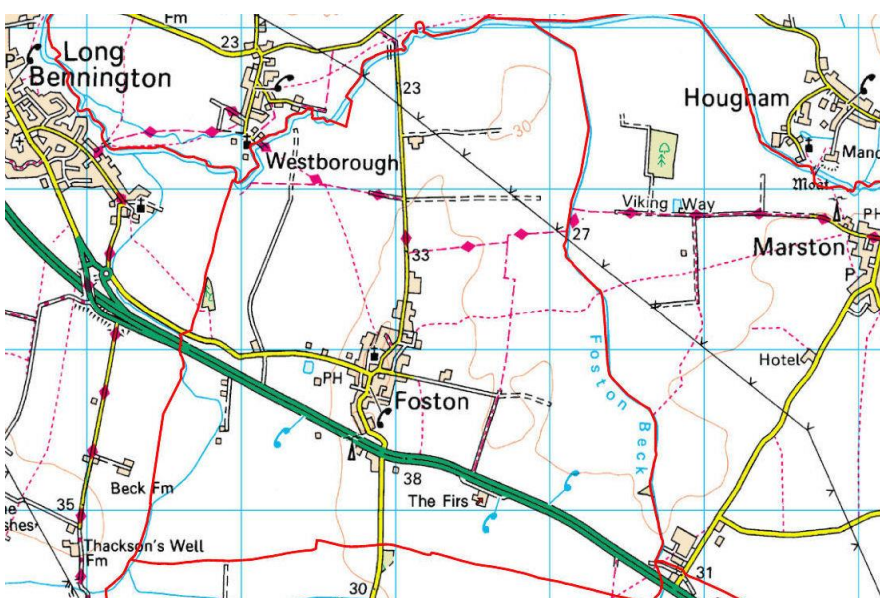 Fm
23
P
Long
Bennington
23
Hougham
30
Westborough
Mano
Moat
Viking Way
PH
27
33
Marston
P
Foston Beck
Hotel
PH
Foston
38
The Firs
Beck Fm
35
ne
shes
Thackson's Well
Fm
30
31